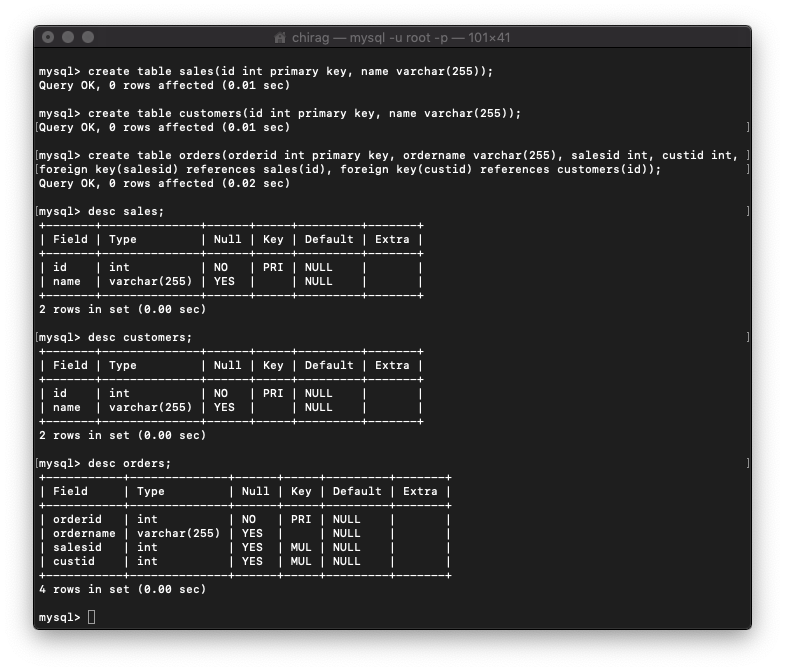 chirag — mysql -u root -p — 101×41
mysql> create table sales(id int primary key, name varchar(255));
Query OK, 0 rows affected (0.01 sec)
mysql> create table customers(id int primary key, name varchar(255));
[Query OK, 0 rows affected (0.01 sec) ]
[mysql> create table orders(orderid int primary key, ordername varchar(255), salesid int, custid int, ]
[foreign key(salesid) references sales(id), foreign key(custid) references customers(id)); ]
Query OK, 0 rows affected (0.02 sec)
[mysql> desc sales; ]
+-------+--------------+------+-----+---------+-------+
| Field | Type         | Null | Key | Default | Extra |
+-------+--------------+------+-----+---------+-------+
| id    | int          | NO   | PRI | NULL    |       |
| name  | varchar(255) | YES  |     | NULL    |       |
+-------+--------------+------+-----+---------+-------+
2 rows in set (0.00 sec)
[mysql> desc customers; ]
+-------+--------------+------+-----+---------+-------+
| Field | Type         | Null | Key | Default | Extra |
+-------+--------------+------+-----+---------+-------+
| id    | int          | NO   | PRI | NULL    |       |
| name  | varchar(255) | YES  |     | NULL    |       |
+-------+--------------+------+-----+---------+-------+
2 rows in set (0.00 sec)
[mysql> desc orders; ]
+-----------+--------------+------+-----+---------+-------+
| Field     | Type         | Null | Key | Default | Extra |
+-----------+--------------+------+-----+---------+-------+
| orderid   | int          | NO   | PRI | NULL    |       |
| ordername | varchar(255) | YES  |     | NULL    |       |
| salesid   | int          | YES  | MUL | NULL    |       |
| custid    | int          | YES  | MUL | NULL    |       |
+-----------+--------------+------+-----+---------+-------+
4 rows in set (0.00 sec)
mysql>